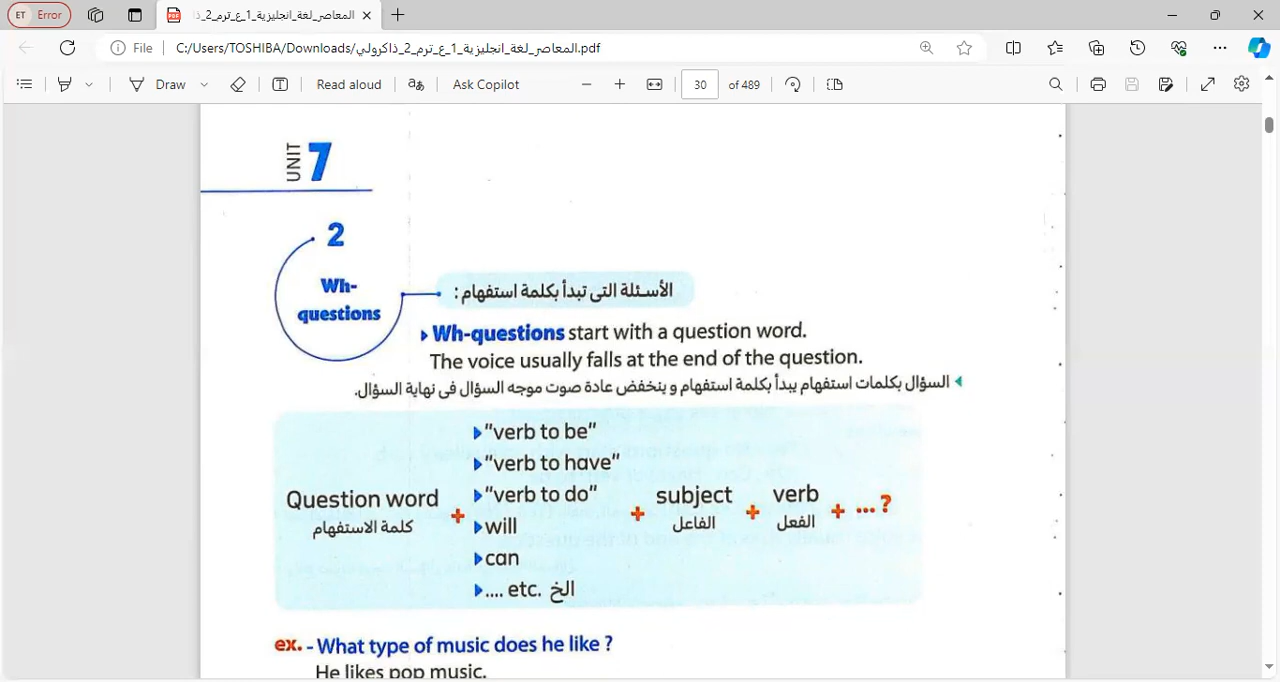 ET Error
المعاصر_لغة_انجليزية_1_ع_ترم_2_ذ
File C:/Users/TOSHIBA/Downloads/المعاصر_لغة_انجليزية_1_ع_ترم_2_ذاكرولي.pdf
Draw Read aloud Ask Copilot 30 of 489
UNIT 7
2
Wh-
questions
الأسئلة التى تبدأ بكلمة استفهام :
Wh-questions start with a question word.
The voice usually falls at the end of the question.
السؤال بكلمات استفهام يبدأ بكلمة استفهام و ينخفض عادة صوت موجه السؤال فى نهاية السؤال.
"verb to be"
"verb to have"
Question word + "verb to do" + subject + verb + ... ?
كلمة الاستفهام will الفاعل الفعل
can
.... etc. الخ
ex. - What type of music does he like ?
He likes pop music.